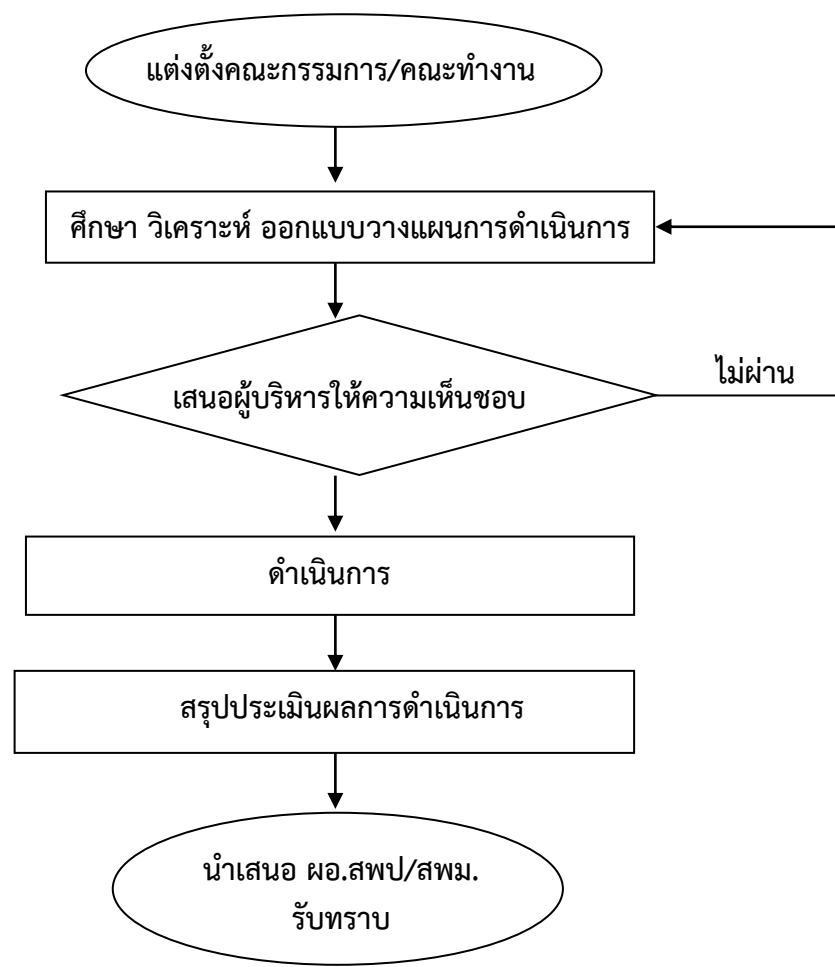 แต่งตั้งคณะกรรมการ/คณะทำงาน
ศึกษา วิเคราะห์ ออกแบบวางแผนการดำเนินการ
เสนอผู้บริหารให้ความเห็นชอบ
ไม่ผ่าน
ดำเนินการ
สรุปประเมินผลการดำเนินการ
นำเสนอ ผอ.สพป/สพม.
รับทราบ